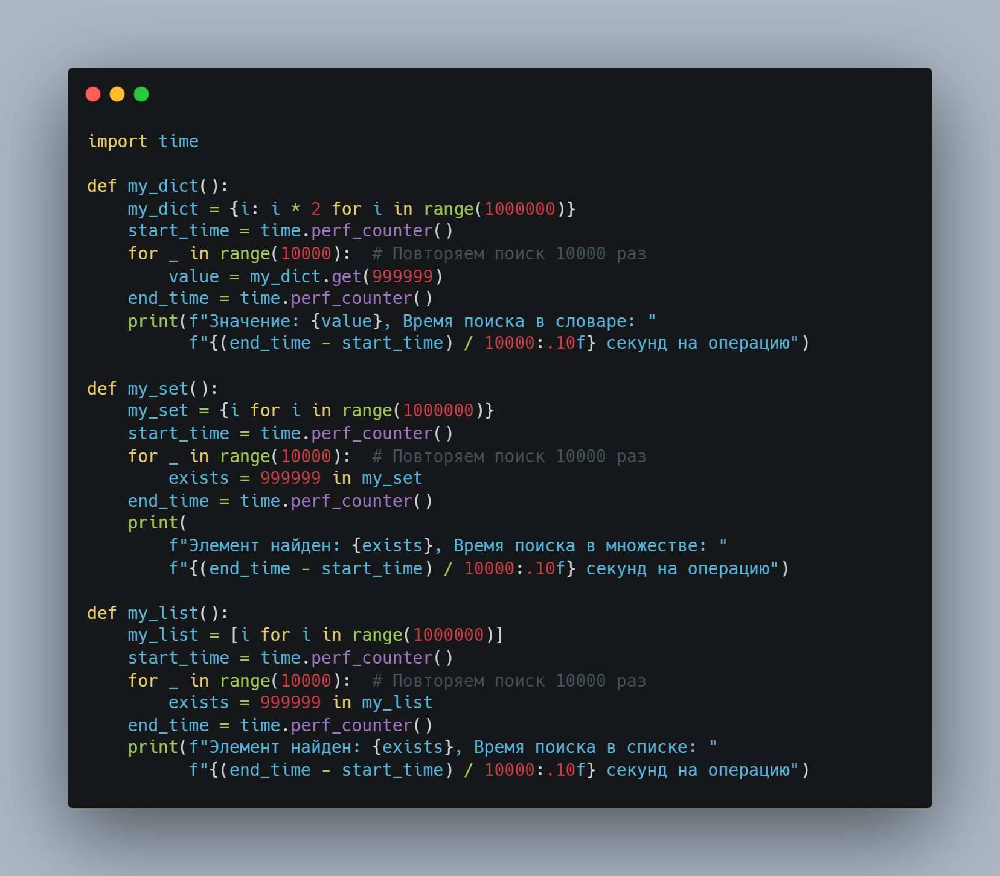 import time
def my_dict():
    my_dict = {i: i * 2 for i in range(1000000)}
    start_time = time.perf_counter()
    for _ in range(10000):  # Повторяем поиск 10000 раз
        value = my_dict.get(999999)
    end_time = time.perf_counter()
    print(f"Значение: {value}, Время поиска в словаре: "
          f"{(end_time - start_time) / 10000:.10f} секунд на операцию")
def my_set():
    my_set = {i for i in range(1000000)}
    start_time = time.perf_counter()
    for _ in range(10000):  # Повторяем поиск 10000 раз
        exists = 999999 in my_set
    end_time = time.perf_counter()
    print(
        f"Элемент найден: {exists}, Время поиска в множестве: "
        f"{(end_time - start_time) / 10000:.10f} секунд на операцию")
def my_list():
    my_list = [i for i in range(1000000)]
    start_time = time.perf_counter()
    for _ in range(10000):  # Повторяем поиск 10000 раз
        exists = 999999 in my_list
    end_time = time.perf_counter()
    print(f"Элемент найден: {exists}, Время поиска в списке: "
          f"{(end_time - start_time) / 10000:.10f} секунд на операцию")